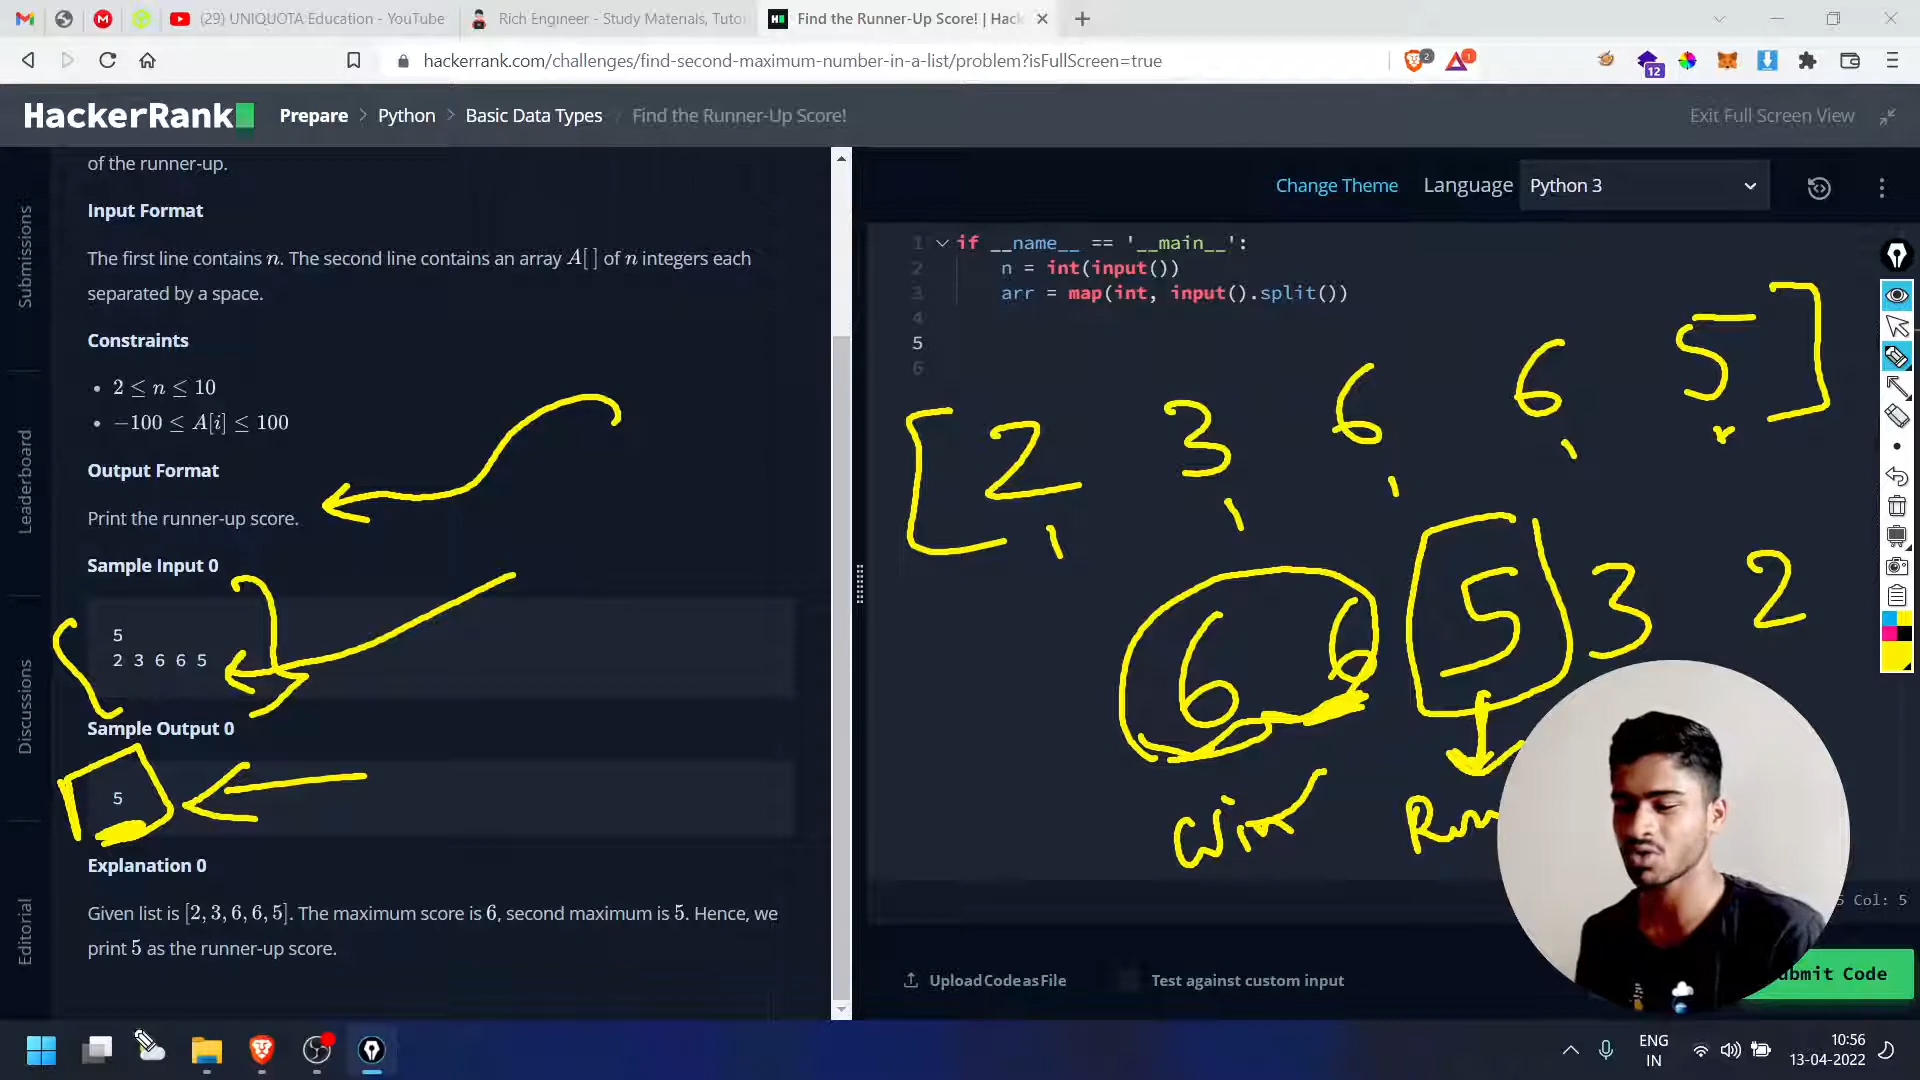 (29) UNIQUOTA Education - YouTube
Rich Engineer - Study Materials, Tuto
Find the Runner-Up Score! | Hack
hackerrank.com/challenges/find-second-maximum-number-in-a-list/problem?isFullScreen=true
2
1
12
HackerRank
Prepare > Python > Basic Data Types > Find the Runner-Up Score!
Exit Full Screen View
Submissions
Leaderboard
Discussions
Editorial
of the runner-up.
Input Format
The first line contains n. The second line contains an array A[ ] of n integers each
separated by a space.
Constraints
• 2 ≤ n ≤ 10
• −100 ≤ A[i] ≤ 100
Output Format
Print the runner-up score.
Sample Input 0
5
2 3 6 6 5
Sample Output 0
5
Explanation 0
Given list is [2, 3, 6, 6, 5]. The maximum score is 6, second maximum is 5. Hence, we
print 5 as the runner-up score.
Change Theme
Language
Python 3
1 if __name__ == '__main__':
2 n = int(input())
3 arr = map(int, input().split())
4
5
6
[2, 3, 6, 6, 5]
6 6 5 3 2
Run
5 Col: 5
Upload Code as File
Test against custom input
ubmit Code
ENG
IN
10:56
13-04-2022